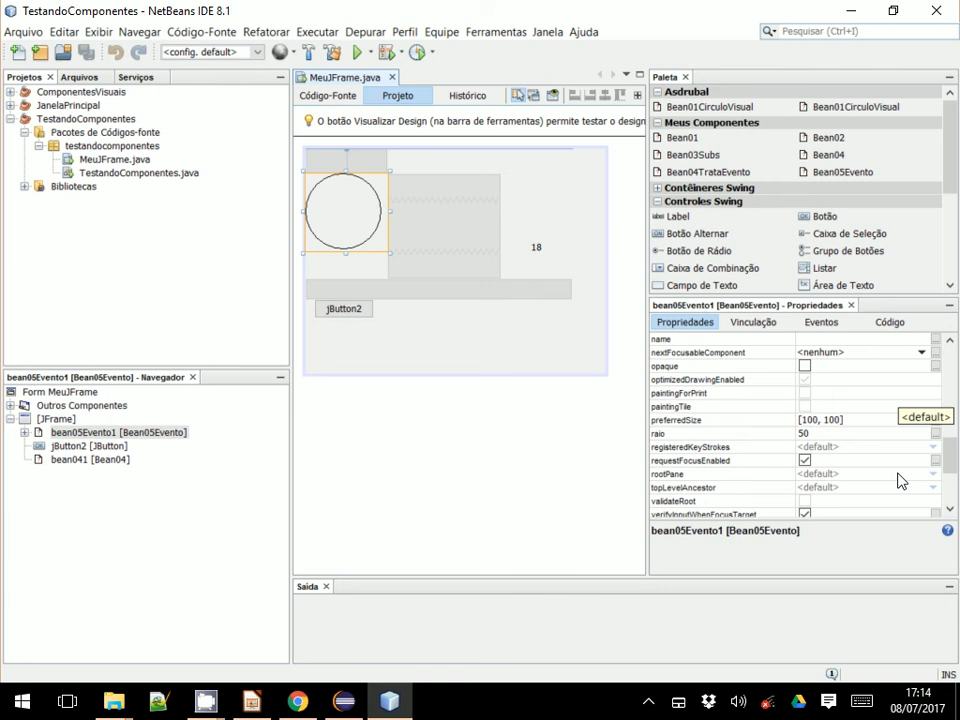 TestandoComponentes - NetBeans IDE 8.1
Arquivo Editar Exibir Navegar Código-Fonte Refatorar Executar Depurar Perfil Equipe Ferramentas Janela Ajuda
Pesquisar (Ctrl+I)
<config. default>
Projetos Arquivos Serviços
ComponentesVisuais
JanelaPrincipal
TestandoComponentes
Pacotes de Códigos-fonte
testandocomponentes
MeuJFrame.java
TestandoComponentes.java
Bibliotecas
bean05Evento1 [Bean05Evento] - Navegador
Form MeuJFrame
Outros Componentes
[JFrame]
bean05Evento1 [Bean05Evento]
jButton2 [JButton]
bean041 [Bean04]
MeuJFrame.java
Código-Fonte Projeto Histórico
O botão Visualizar Design (na barra de ferramentas) permite testar o design
18
jButton2
Saída
Paleta
Asdrubal
Bean01CirculoVisual Bean01CirculoVisual
Meus Componentes
Bean01 Bean02
Bean03Subs Bean04
Bean04TrataEvento Bean05Evento
Contêineres Swing
Controles Swing
Label Botão
Botão Alternar Caixa de Seleção
Botão de Rádio Grupo de Botões
Caixa de Combinação Listar
Campo de Texto Área de Texto
bean05Evento1 [Bean05Evento] - Propriedades
Propriedades Vinculação Eventos Código
name
nextFocusableComponent <nenhum>
opaque
optimizedDrawingEnabled
paintingForPrint
paintingTile
<default>
preferredSize [100, 100]
raio 50
registeredKeyStrokes <default>
requestFocusEnabled
rootPane <default>
topLevelAncestor <default>
validateRoot
verifyInputWhenFocusTarget
bean05Evento1 [Bean05Evento]
INS
17:14
08/07/2017